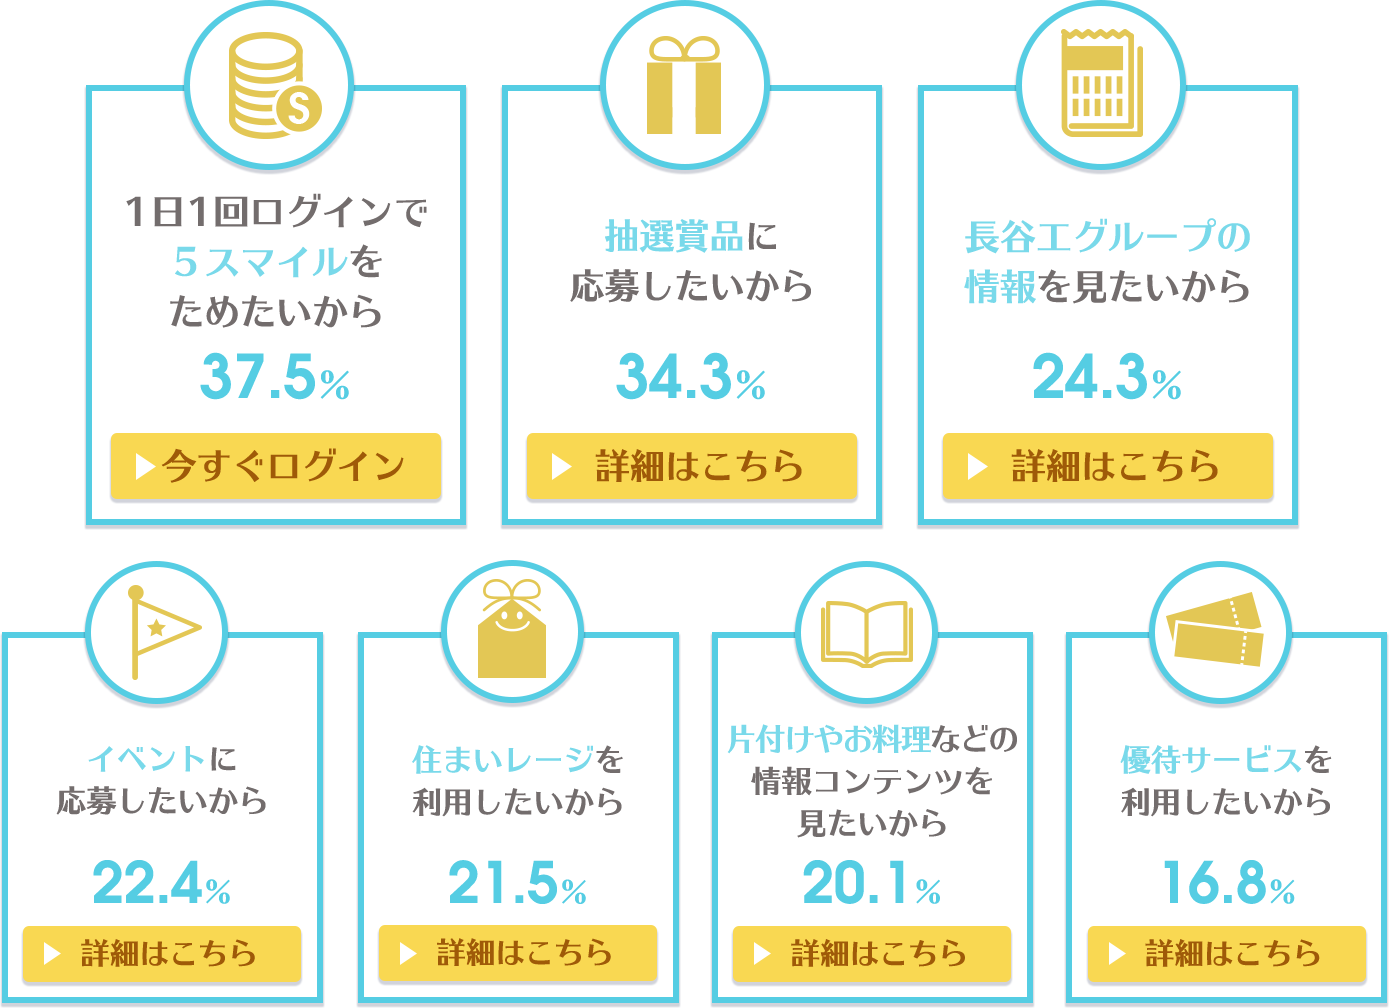 1日1回ログインで
５スマイルを
ためたいから
37.5%
今すぐログイン
抽選賞品に
応募したいから
34.3%
詳細はこちら
長谷工グループの
情報を見たいから
24.3%
詳細はこちら
イベントに
応募したいから
22.4%
詳細はこちら
住まいレージを
利用したいから
21.5%
詳細はこちら
片付けやお料理などの
情報コンテンツを
見たいから
20.1%
詳細はこちら
優待サービスを
利用したいから
16.8%
詳細はこちら